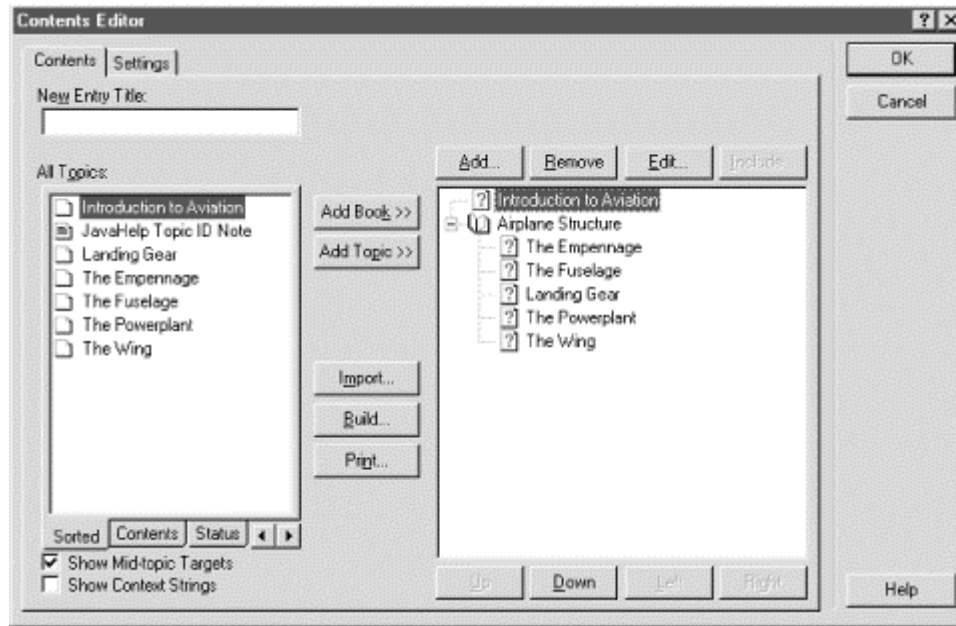 Contents Editor
OK
Cancel
Contents Settings
New Entry Title:
Add... Remove Edit... Include...
All Topics:
Introduction to Aviation
JavaHelp Topic ID Note
Landing Gear
The Empennage
The Fuselage
The Powerplant
The Wing
Add Book >>
Add Topic >>
Import...
Build...
Print...
Introduction to Aviation
Airplane Structure
The Empennage
The Fuselage
Landing Gear
The Powerplant
The Wing
Sorted Contents Status
Show Mid-topic Targets
Show Context Strings
Up Down Left Right
Help